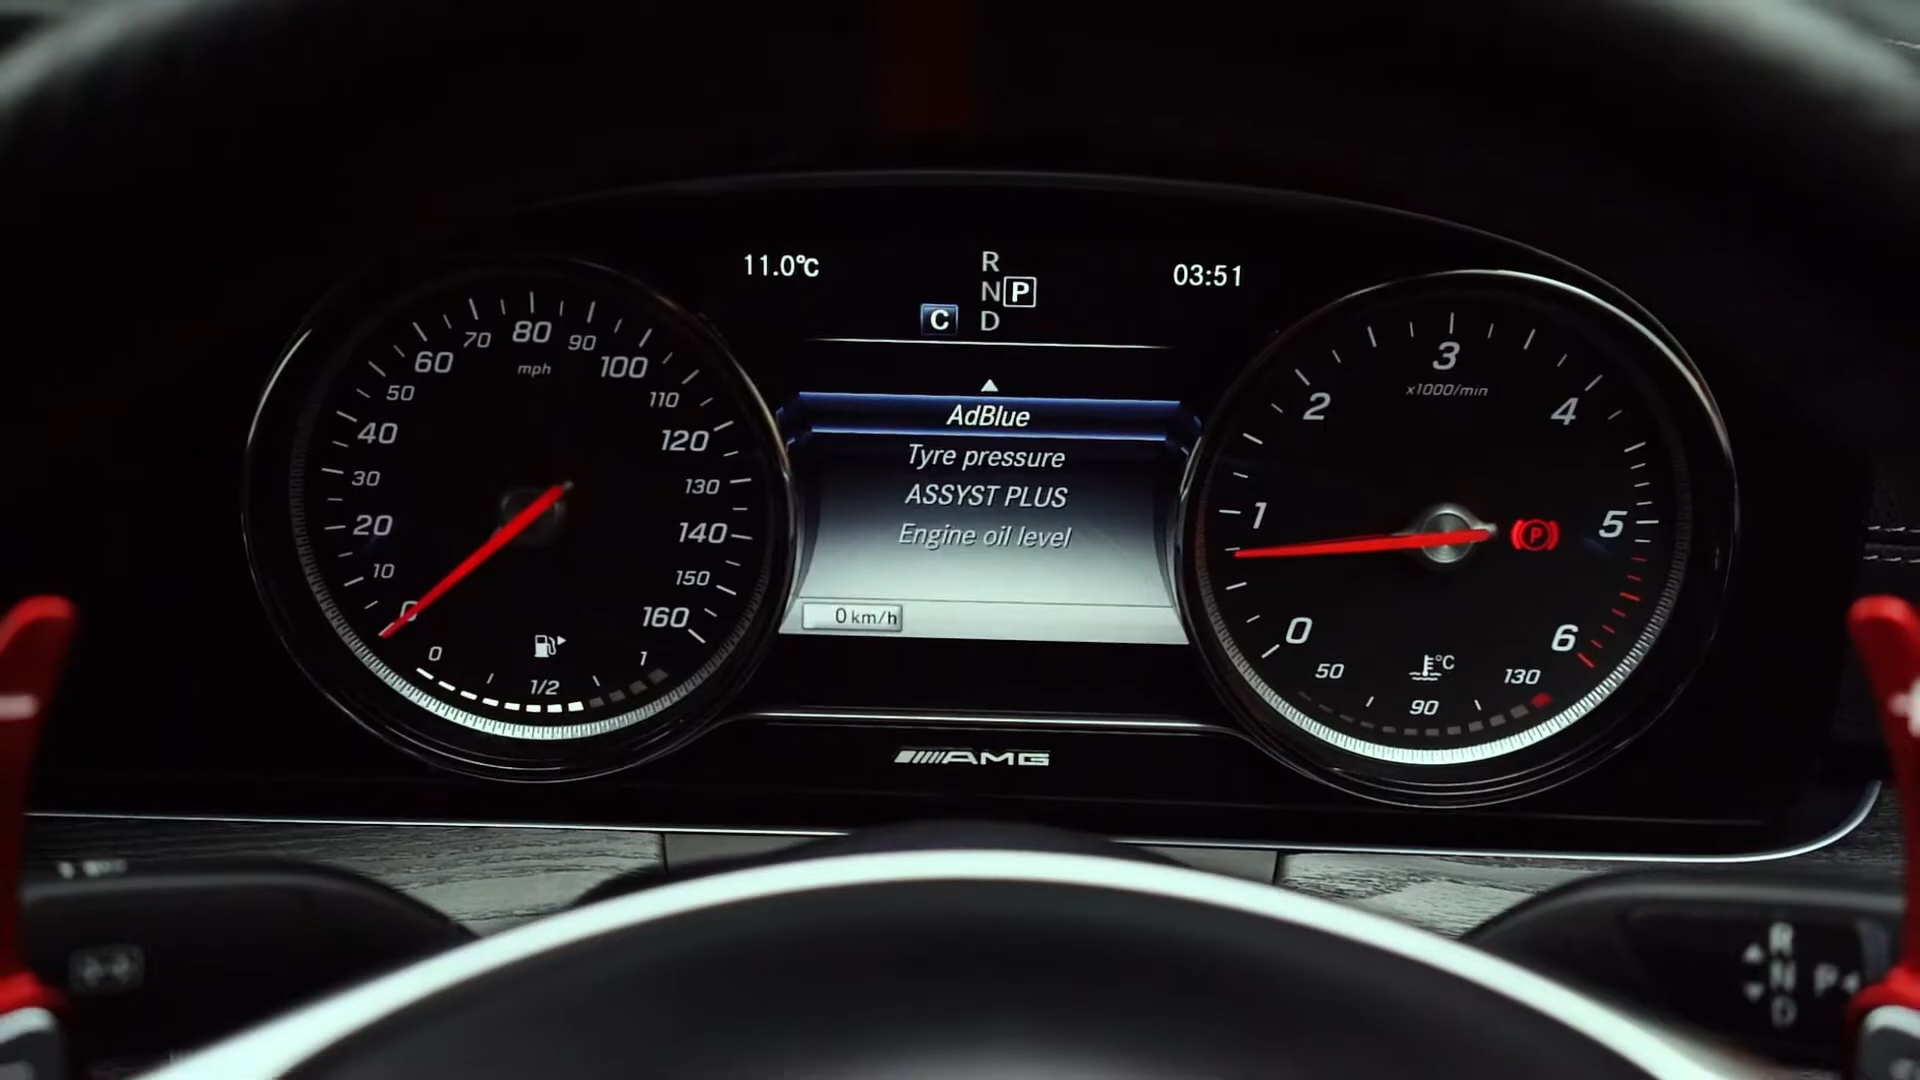 11.0°C
R
N P
C D
03:51
AdBlue
Tyre pressure
ASSYST PLUS
Engine oil level
0 km/h
0
10
20
30
40
50
60
70
80
90
100
110
120
130
140
150
160
mph
0
1/2
1
0
1
2
3
4
5
6
x1000/min
P
50
90
130
°C
AMG
R
N P
D